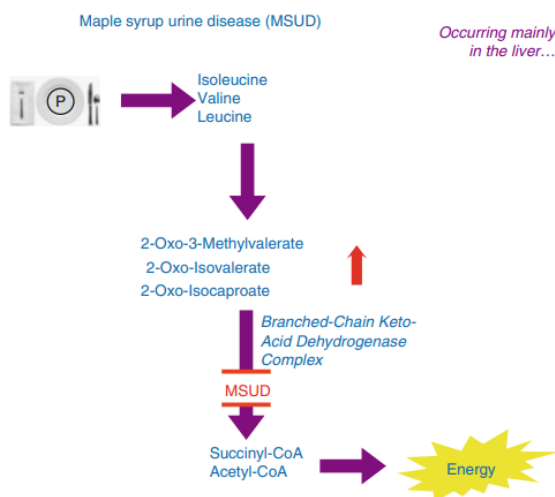 Maple syrup urine disease (MSUD)
Occurring mainly
in the liver…
P
Isoleucine
Valine
Leucine
2-Oxo-3-Methylvalerate
2-Oxo-Isovalerate
2-Oxo-Isocaproate
Branched-Chain Keto-
Acid Dehydrogenase
Complex
MSUD
Succinyl-CoA
Acetyl-CoA
Energy